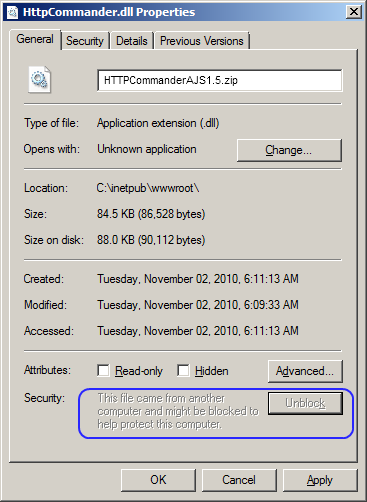 HttpCommander.dll Properties
General Security Details Previous Versions
HTTPCommanderAJS1.5.zip
Type of file: Application extension (.dll)
Opens with: Unknown application Change...
Location: C:\inetpub\wwwroot\
Size: 84.5 KB (86,528 bytes)
Size on disk: 88.0 KB (90,112 bytes)
Created: Tuesday, November 02, 2010, 6:11:13 AM
Modified: Tuesday, November 02, 2010, 6:09:33 AM
Accessed: Tuesday, November 02, 2010, 6:11:13 AM
Attributes: Read-only Hidden Advanced...
Security: This file came from another Unblock
computer and might be blocked to
help protect this computer.
OK Cancel Apply